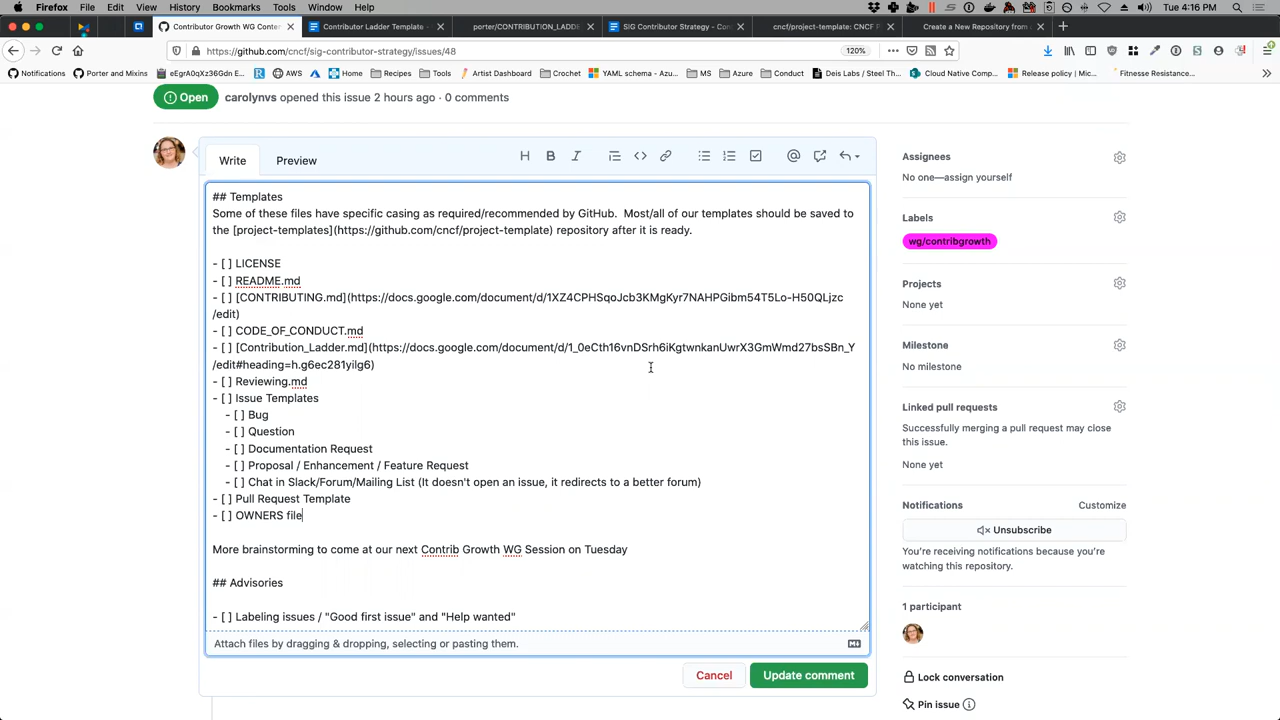 Firefox File Edit View History Bookmarks Tools Window Help Tue 4:16 PM
Contributor Growth WG Conten Contributor Ladder Template - porter/CONTRIBUTION_LADDE SIG Contributor Strategy - Con cncf/project-template: CNCF P Create a New Repository from a
https://github.com/cncf/sig-contributor-strategy/issues/48 120%
Notifications Porter and Mixins eEgrA0qXz36Gdn E... AWS Home Recipes Tools Artist Dashboard Crochet YAML schema - Azu... MS Azure Conduct Deis Labs / Steel Th... Cloud Native Comp... Release policy | Mic... Fitnesse Resistance...
Open carolynvs opened this issue 2 hours ago · 0 comments
Write Preview
## Templates
Some of these files have specific casing as required/recommended by GitHub. Most/all of our templates should be saved to
the [project-templates](https://github.com/cncf/project-template) repository after it is ready.
- [ ] LICENSE
- [ ] README.md
- [ ] [CONTRIBUTING.md](https://docs.google.com/document/d/1XZ4CPHSqoJcb3KMgKyr7NAHPGibm54T5Lo-H50QLjzc
/edit)
- [ ] CODE_OF_CONDUCT.md
- [ ] [Contribution_Ladder.md](https://docs.google.com/document/d/1_0eCth16vnDSrh6iKgtwnkanUwrX3GmWmd27bsSBn_Y
/edit#heading=h.g6ec281yilg6)
- [ ] Reviewing.md
- [ ] Issue Templates
- [ ] Bug
- [ ] Question
- [ ] Documentation Request
- [ ] Proposal / Enhancement / Feature Request
- [ ] Chat in Slack/Forum/Mailing List (It doesn't open an issue, it redirects to a better forum)
- [ ] Pull Request Template
- [ ] OWNERS file
More brainstorming to come at our next Contrib Growth WG Session on Tuesday
## Advisories
- [ ] Labeling issues / "Good first issue" and "Help wanted"
Attach files by dragging & dropping, selecting or pasting them.
Cancel Update comment
Assignees
No one—assign yourself
Labels
wg/contribgrowth
Projects
None yet
Milestone
No milestone
Linked pull requests
Successfully merging a pull request may close
this issue.
None yet
Notifications Customize
Unsubscribe
You're receiving notifications because you're
watching this repository.
1 participant
Lock conversation
Pin issue